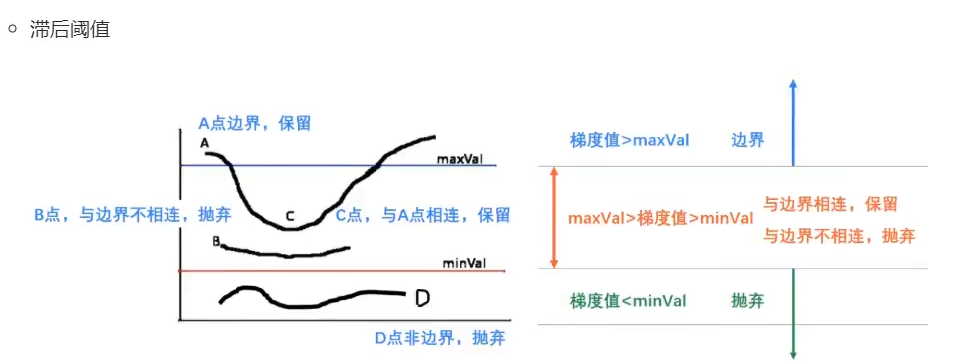 滞后阈值
A点边界，保留
A
maxVal
B点，与边界不相连，抛弃
C
C点，与A点相连，保留
B
minVal
D
D点非边界，抛弃
梯度值>maxVal 边界
maxVal>梯度值>minVal
与边界相连，保留
与边界不相连，抛弃
梯度值<minVal 抛弃